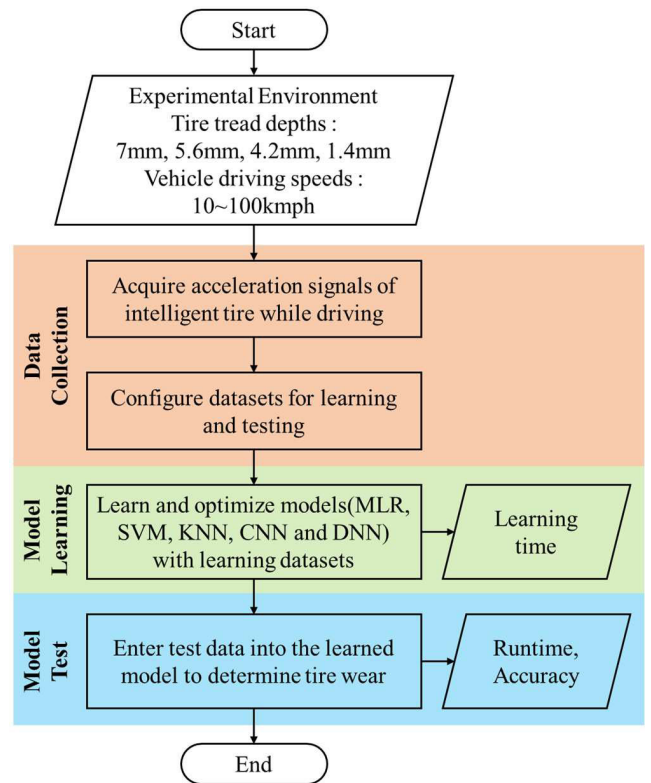 Start
Experimental Environment
Tire tread depths :
7mm, 5.6mm, 4.2mm, 1.4mm
Vehicle driving speeds :
10~100kmph
Data
Collection
Acquire acceleration signals of
intelligent tire while driving
Configure datasets for learning
and testing
Model
Learning
Learn and optimize models(MLR,
SVM, KNN, CNN and DNN)
with learning datasets
Learning
time
Model
Test
Enter test data into the learned
model to determine tire wear
Runtime,
Accuracy
End